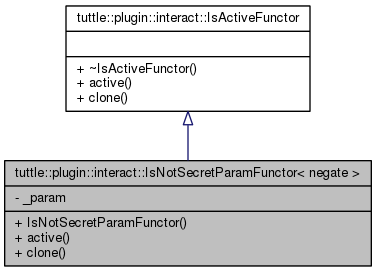 tuttle::plugin::interact::IsActiveFunctor
+ ~IsActiveFunctor()
+ active()
+ clone()
tuttle::plugin::interact::IsNotSecretParamFunctor< negate >
- _param
+ IsNotSecretParamFunctor()
+ active()
+ clone()